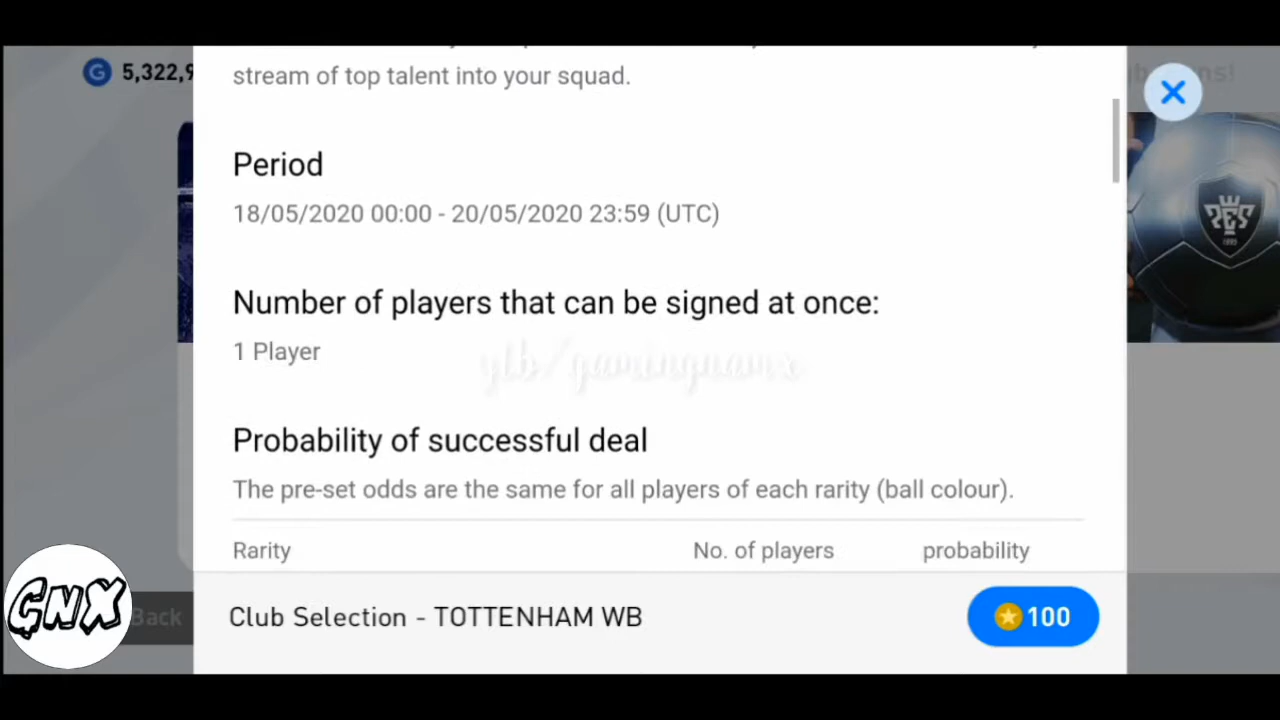 5,322,9
stream of top talent into your squad.
Period
18/05/2020 00:00 - 20/05/2020 23:59 (UTC)
Number of players that can be signed at once:
1 Player
ytb/gamingnamx
Probability of successful deal
The pre-set odds are the same for all players of each rarity (ball colour).
Rarity No. of players probability
Club Selection - TOTTENHAM WB
100
GNX
Back
PES